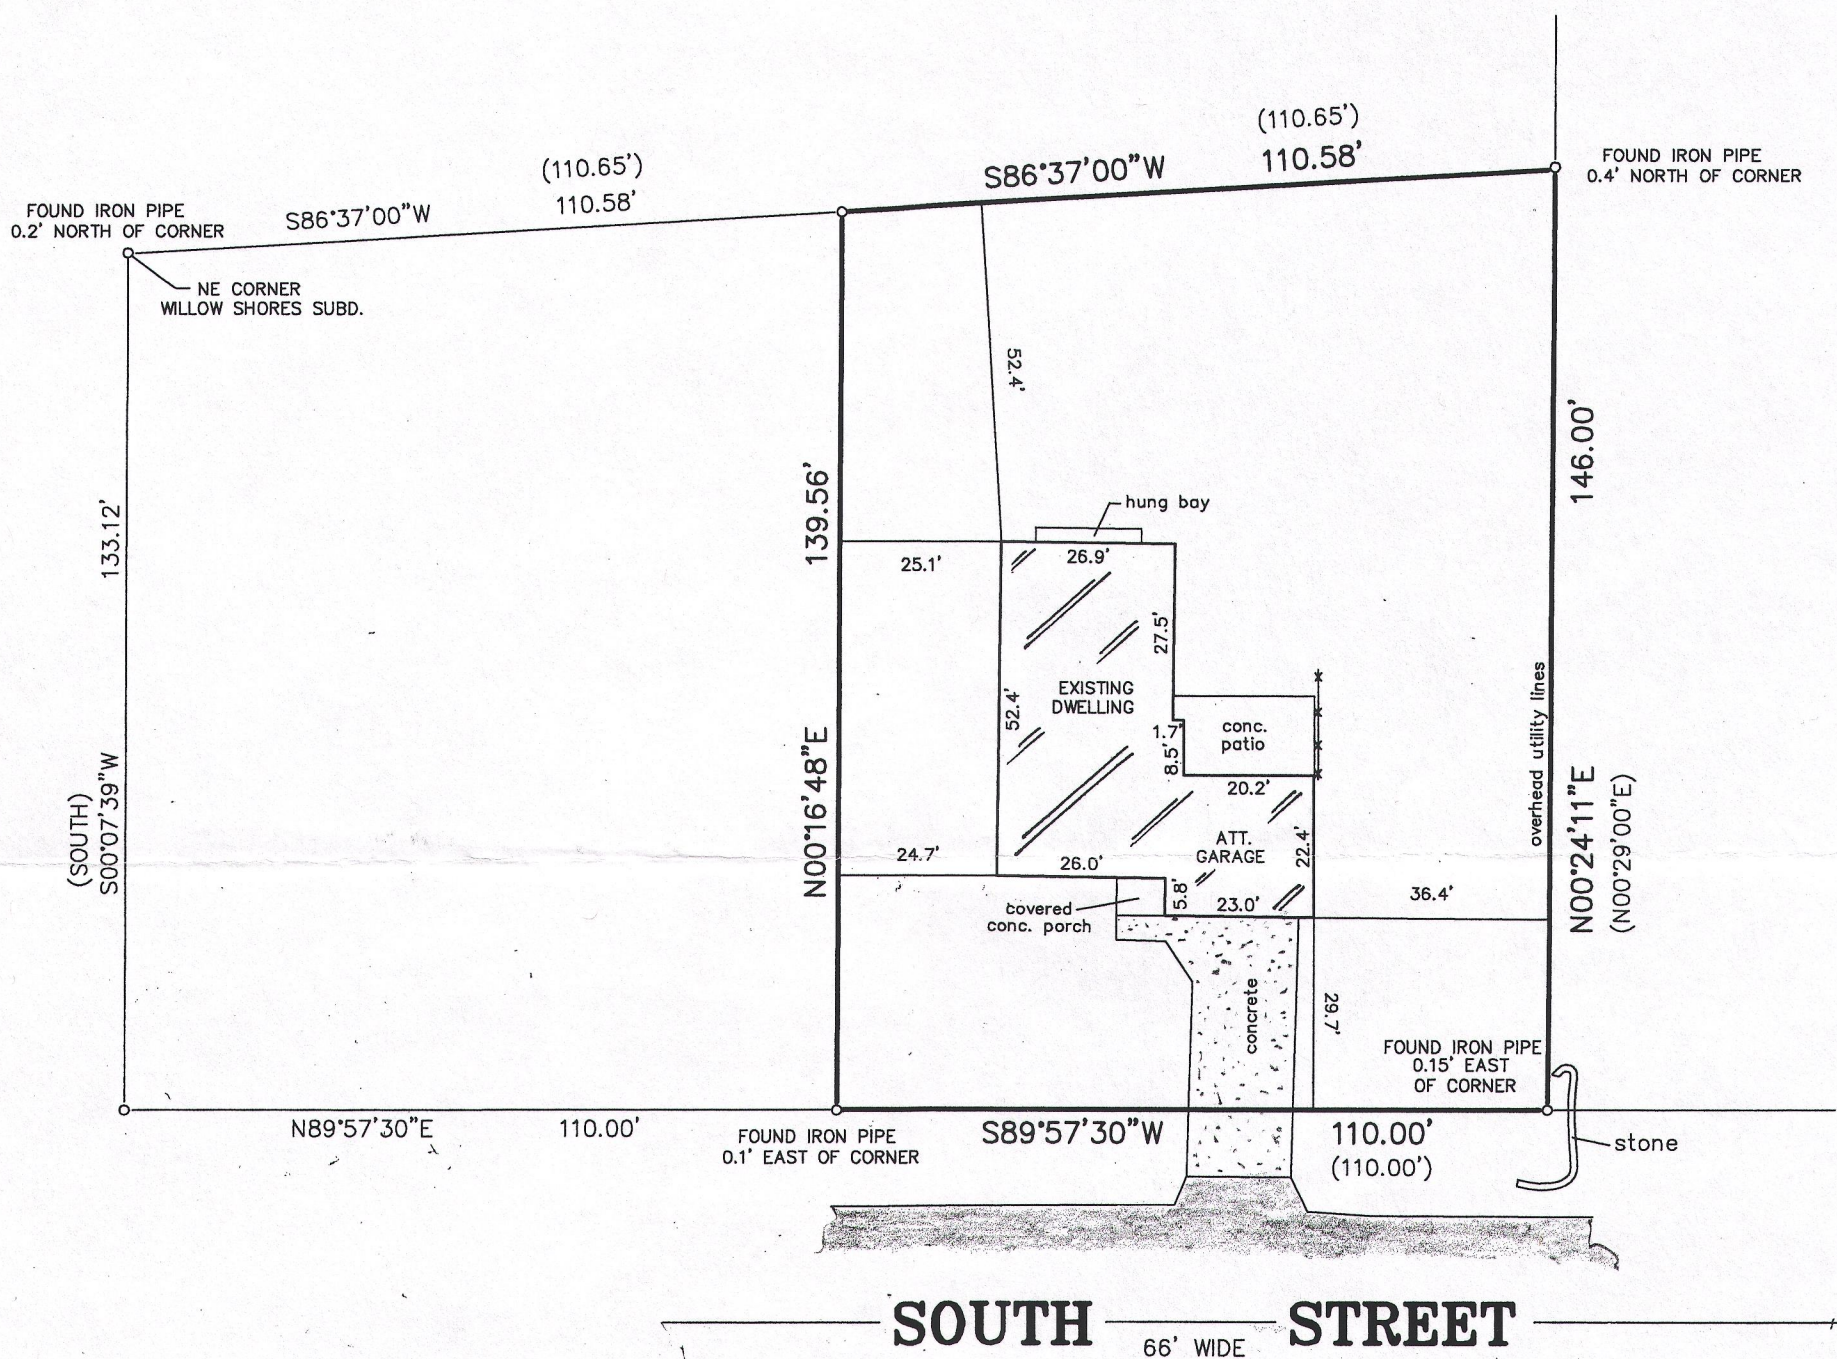 (110.65')
S86°37'00"W 110.58'
FOUND IRON PIPE
0.4' NORTH OF CORNER
(110.65')
S86°37'00"W 110.58'
FOUND IRON PIPE
0.2' NORTH OF CORNER
NE CORNER
WILLOW SHORES SUBD.
52.4'
139.56'
146.00'
133.12'
hung bay
25.1'
26.9'
27.5'
EXISTING
DWELLING
52.4'
1.7'
8.5'
conc.
patio
20.2'
overhead utility lines
(SOUTH)
S00°07'39"W
N00°16'48"E
N00°24'11"E
(N00°29'00"E)
24.7'
26.0'
ATT.
GARAGE
22.4'
5.8'
23.0'
36.4'
covered
conc. porch
concrete
29.7'
FOUND IRON PIPE
0.15' EAST
OF CORNER
N89°57'30"E 110.00'
FOUND IRON PIPE
0.1' EAST OF CORNER
S89°57'30"W 110.00'
(110.00')
stone
SOUTH STREET
66' WIDE